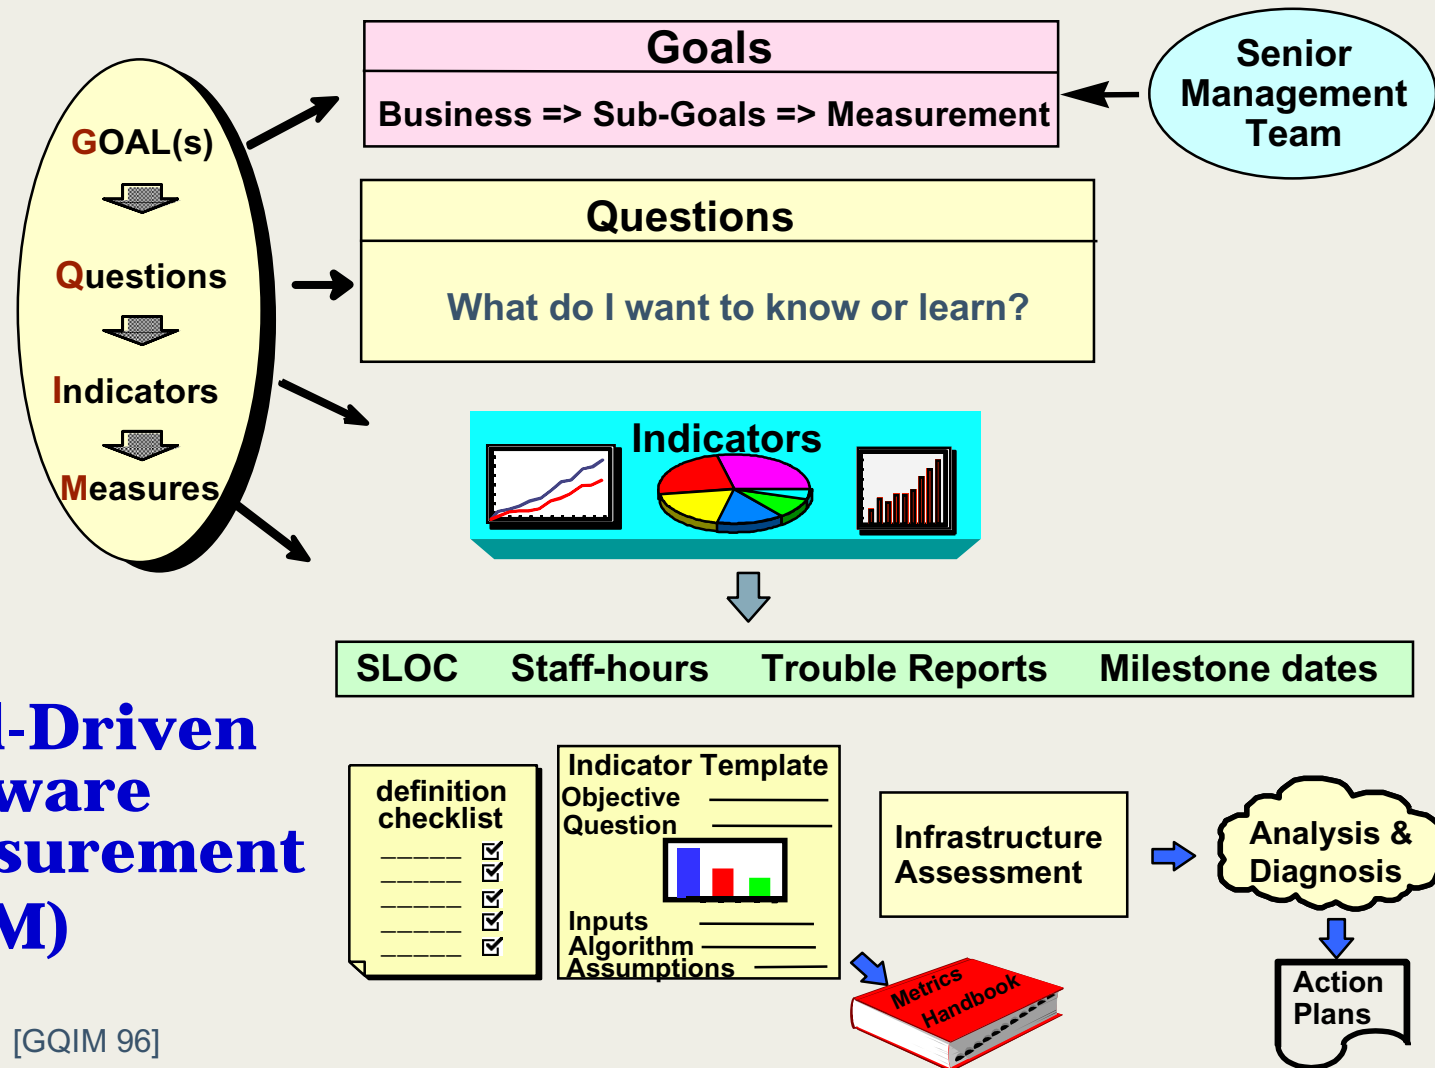 GOAL(s)
Questions
Indicators
Measures
Goals
Business => Sub-Goals => Measurement
Senior
Management
Team
Questions
What do I want to know or learn?
Indicators
SLOC Staff-hours Trouble Reports Milestone dates
l-Driven
ware
surement
M)
definition
checklist
Indicator Template
Objective
Question
Inputs
Algorithm
Assumptions
Metrics
Handbook
Infrastructure
Assessment
Analysis &
Diagnosis
Action
Plans
[GQIM 96]